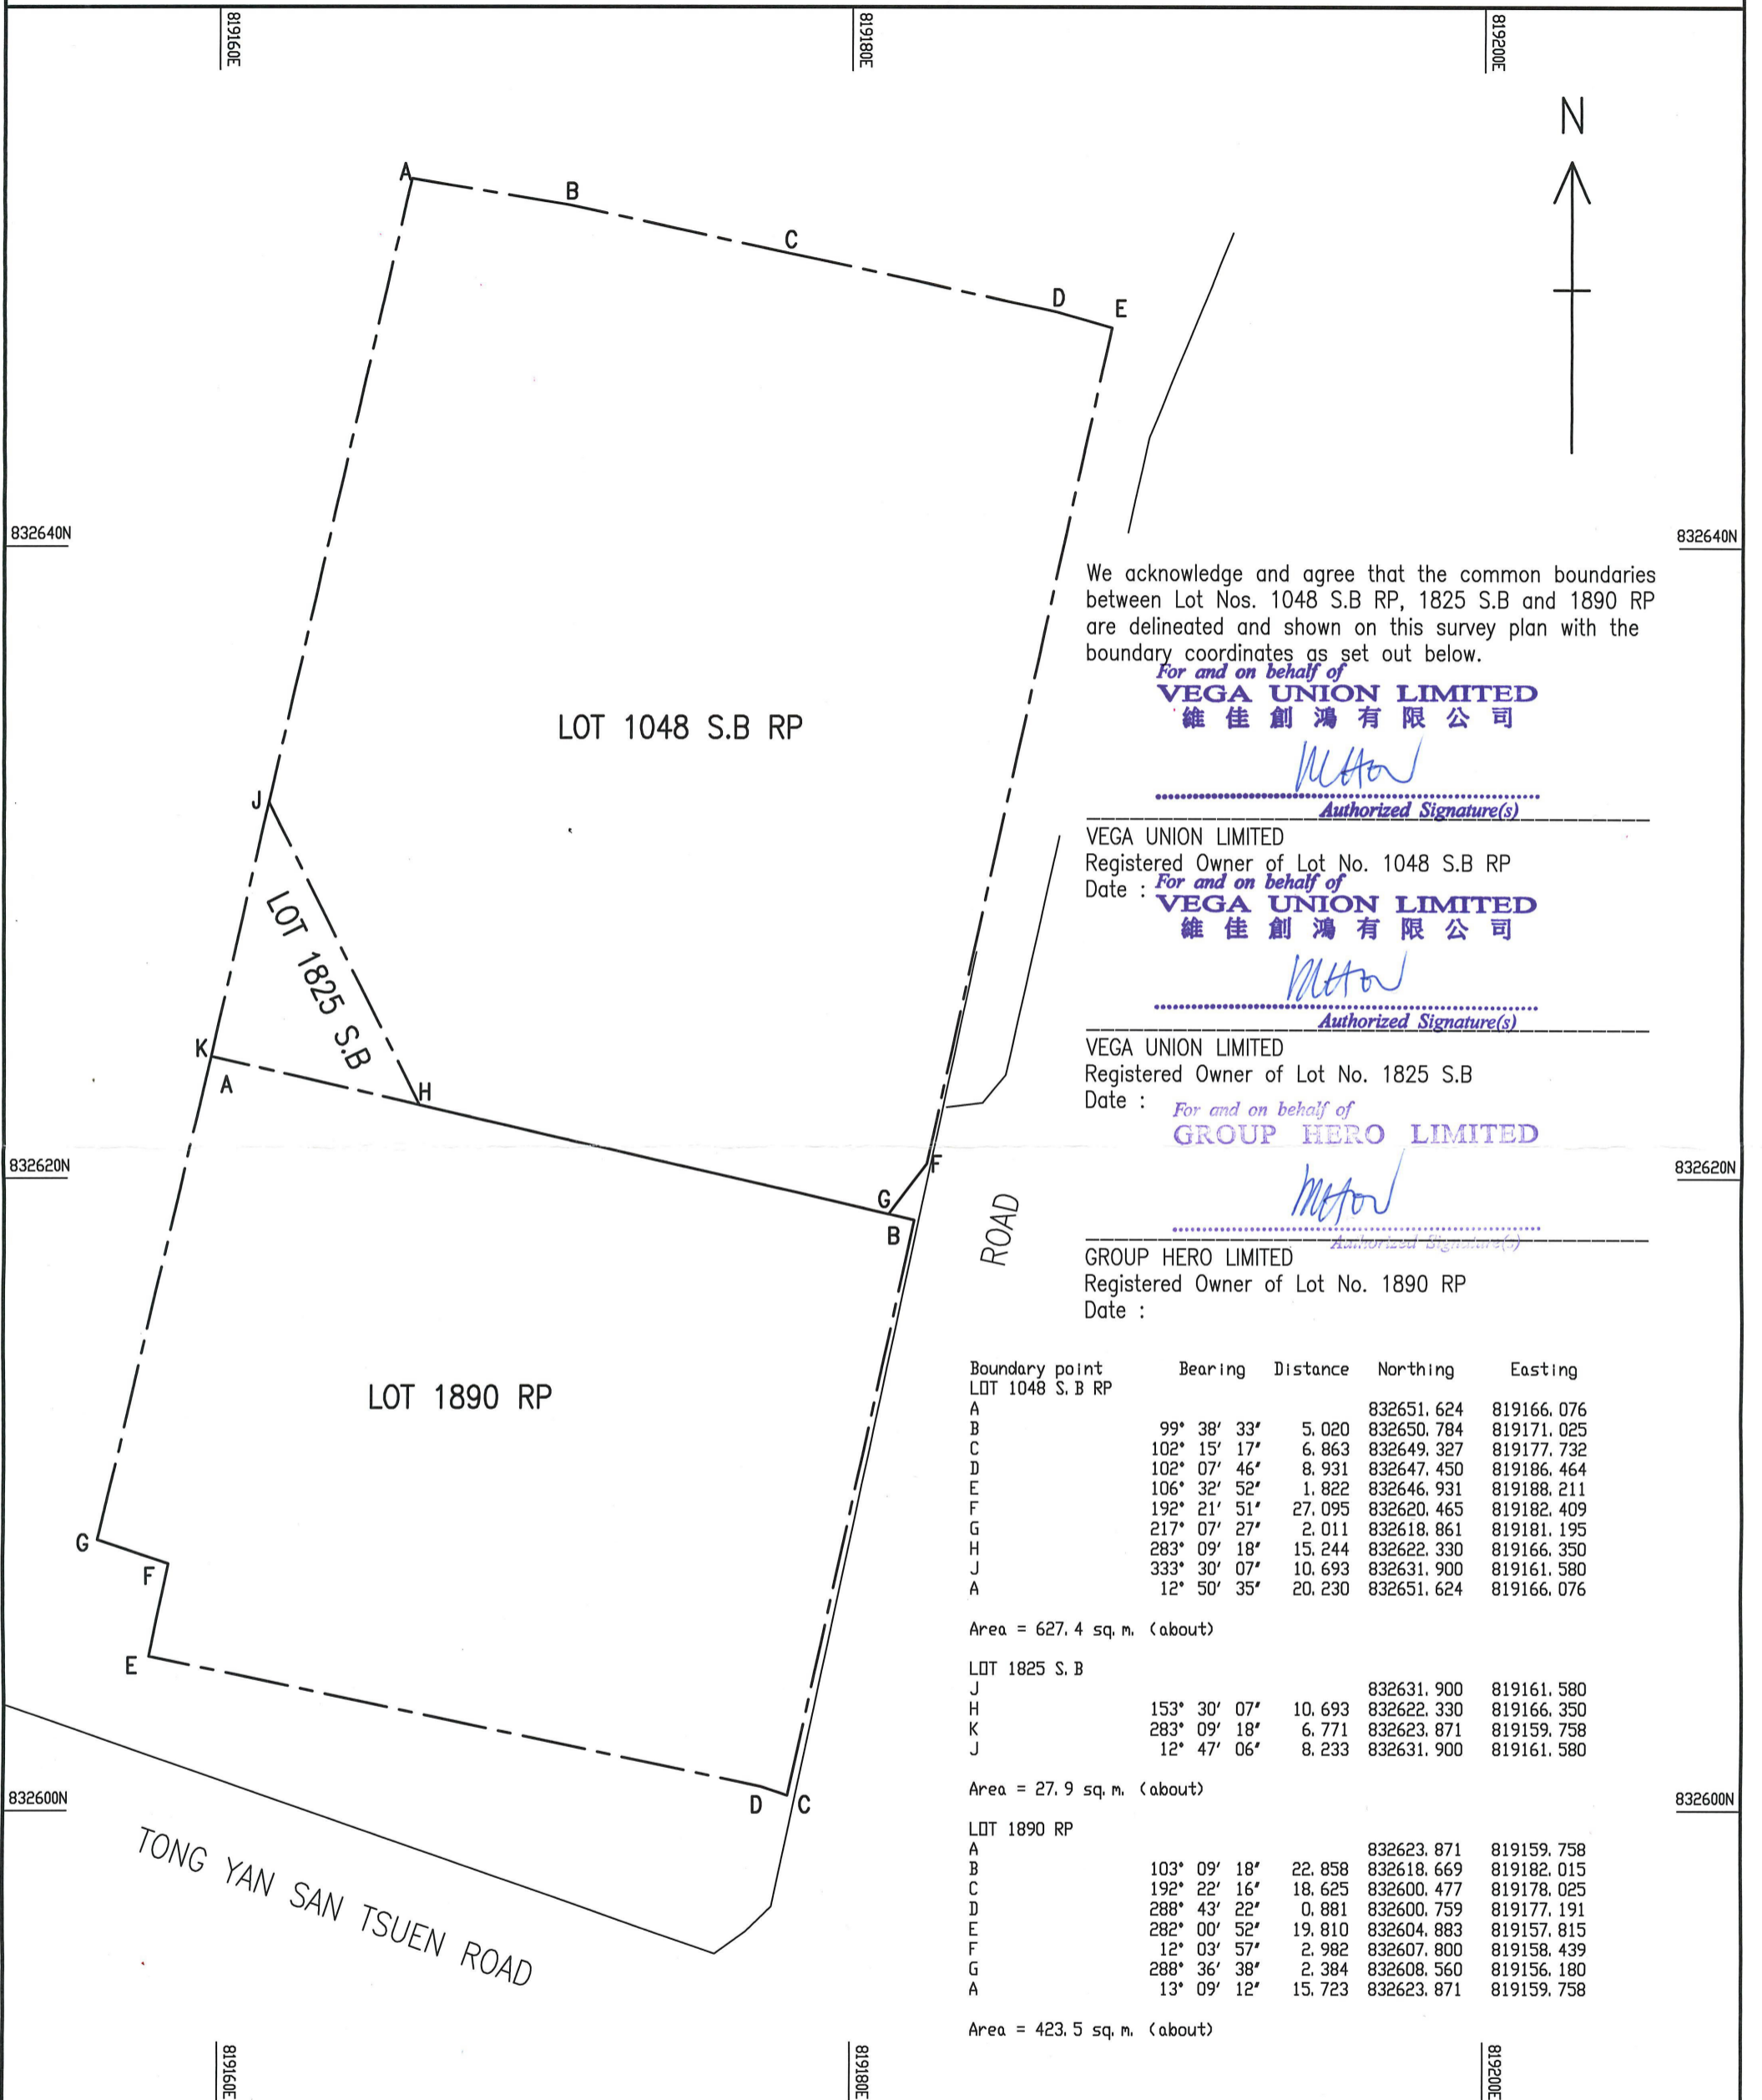 819160E
819180E
819200E
N
A
B
C
D
E
832640N
832640N
We acknowledge and agree that the common boundaries
between Lot Nos. 1048 S.B RP, 1825 S.B and 1890 RP
are delineated and shown on this survey plan with the
boundary coordinates as set out below.
For and on behalf of
VEGA UNION LIMITED
維佳創鴻有限公司
Authorized Signature(s)
VEGA UNION LIMITED
Registered Owner of Lot No. 1048 S.B RP
Date :
For and on behalf of
VEGA UNION LIMITED
維佳創鴻有限公司
Authorized Signature(s)
VEGA UNION LIMITED
Registered Owner of Lot No. 1825 S.B
Date :
For and on behalf of
GROUP HERO LIMITED
Authorized Signature(s)
GROUP HERO LIMITED
Registered Owner of Lot No. 1890 RP
Date :
LOT 1048 S.B RP
J
LOT 1825 S.B
K
A
H
F
G
B
832620N
832620N
ROAD
LOT 1890 RP
G
F
E
D
C
832600N
832600N
TONG YAN SAN TSUEN ROAD
Boundary point Bearing Distance Northing Easting
LOT 1048 S.B RP
A 832651.624 819166.076
B 99° 38' 33" 5.020 832650.784 819171.025
C 102° 15' 17" 6.863 832649.327 819177.732
D 102° 07' 46" 8.931 832647.450 819186.464
E 106° 32' 52" 1.822 832646.931 819188.211
F 192° 21' 51" 27.095 832620.465 819182.409
G 217° 07' 27" 2.011 832618.861 819181.195
H 283° 09' 18" 15.244 832622.330 819166.350
J 333° 30' 07" 10.693 832631.900 819161.580
A 12° 50' 35" 20.230 832651.624 819166.076
Area = 627.4 sq.m. (about)
LOT 1825 S.B
J 832631.900 819161.580
H 153° 30' 07" 10.693 832622.330 819166.350
K 283° 09' 18" 6.771 832623.871 819159.758
J 12° 47' 06" 8.233 832631.900 819161.580
Area = 27.9 sq.m. (about)
LOT 1890 RP
A 832623.871 819159.758
B 103° 09' 18" 22.858 832618.669 819182.015
C 192° 22' 16" 18.625 832600.477 819178.025
D 288° 43' 22" 0.881 832600.759 819177.191
E 282° 00' 52" 19.810 832604.883 819157.815
F 12° 03' 57" 2.982 832607.800 819158.439
G 288° 36' 38" 2.384 832608.560 819156.180
A 13° 09' 12" 15.723 832623.871 819159.758
Area = 423.5 sq.m. (about)
819160E
819180E
819200E